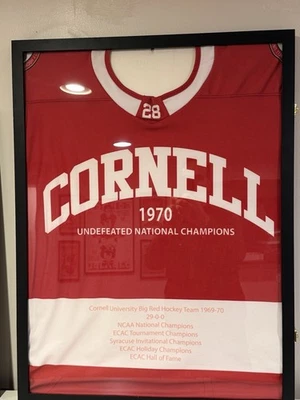 28
CORNELL
1970
UNDEFEATED NATIONAL CHAMPIONS
Cornell University Big Red Hockey Team 1969-70
29-0-0
NCAA National Champions
ECAC Tournament Champions
Syracuse Invitational Champions
ECAC Holiday Champions
ECAC Hall of Fame